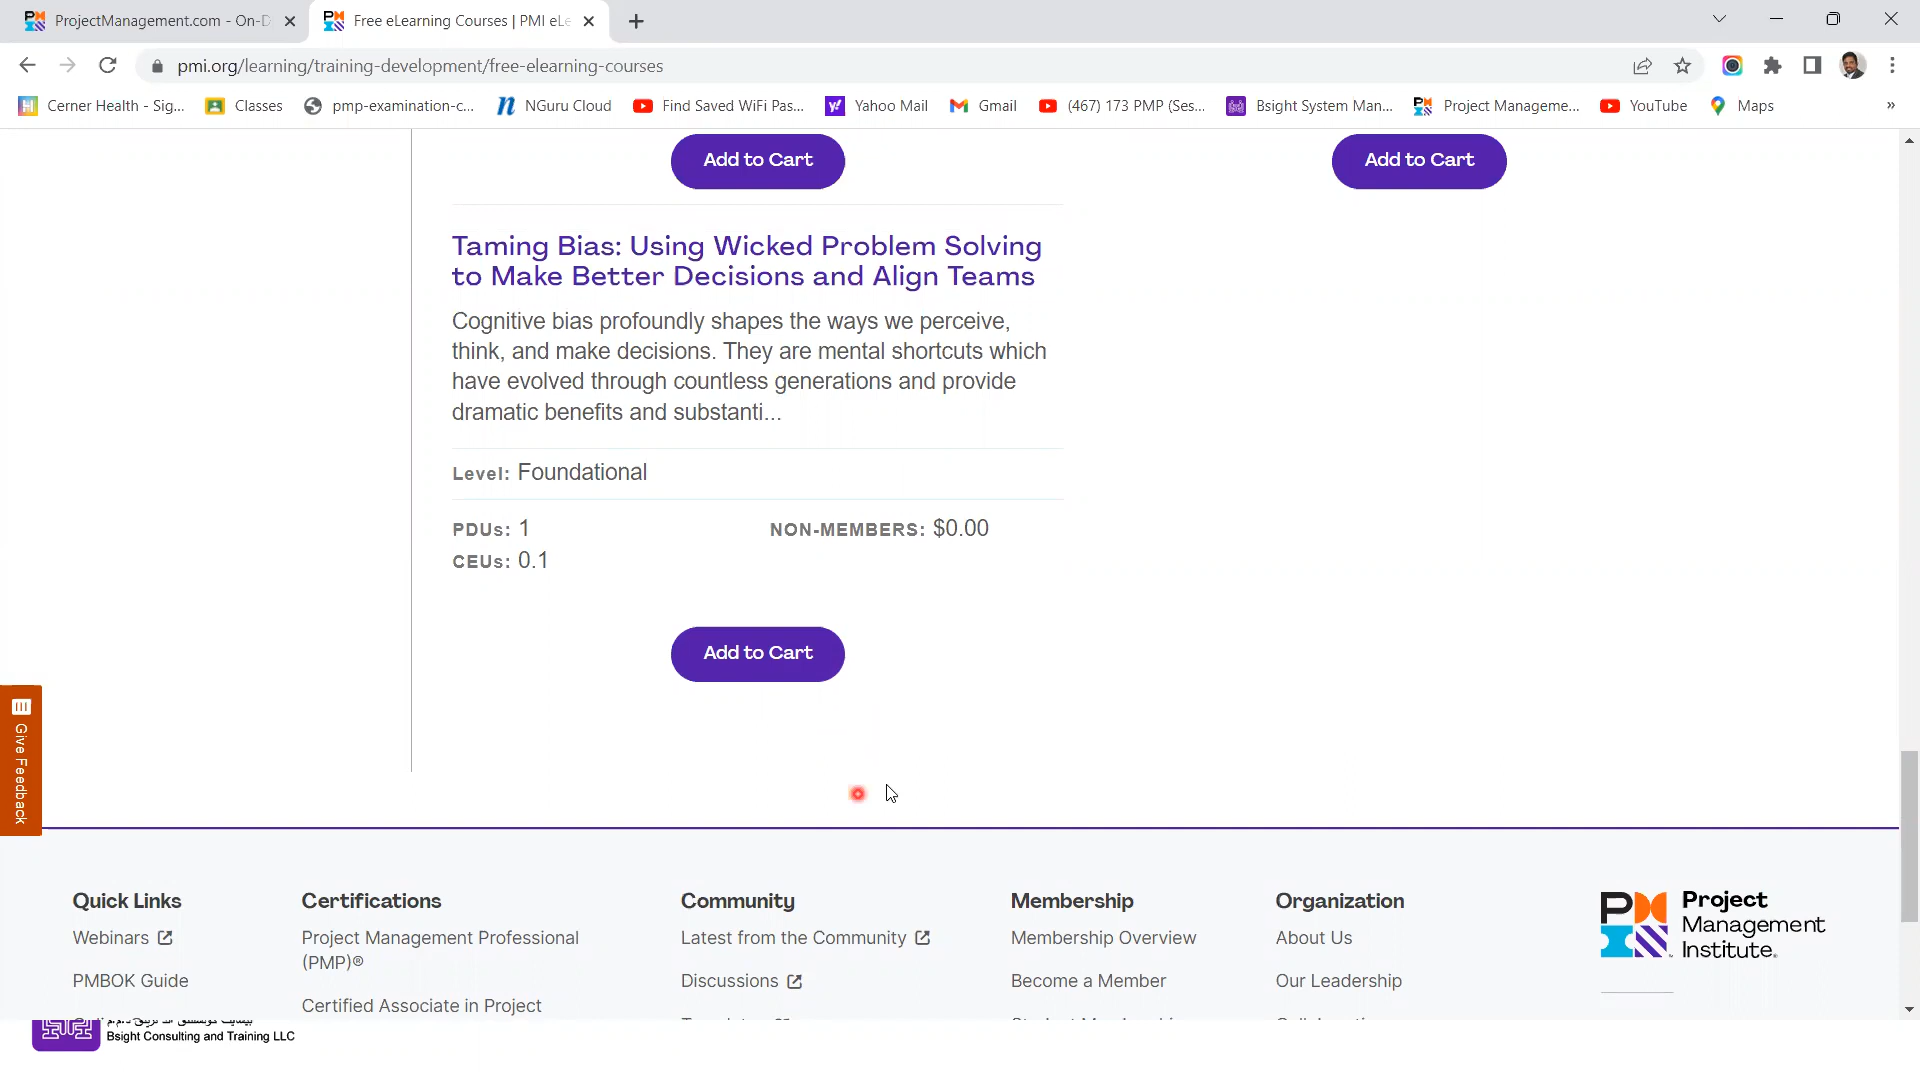 ProjectManagement.com - On-D
Free eLearning Courses | PMI eLe
pmi.org/learning/training-development/free-elearning-courses
Cerner Health - Sig...
Classes
pmp-examination-c...
NGuru Cloud
Find Saved WiFi Pas...
Yahoo Mail
Gmail
(467) 173 PMP (Ses...
Bsight System Man...
Project Manageme...
YouTube
Maps
»
Add to Cart
Add to Cart
Taming Bias: Using Wicked Problem Solving
to Make Better Decisions and Align Teams
Cognitive bias profoundly shapes the ways we perceive,
think, and make decisions. They are mental shortcuts which
have evolved through countless generations and provide
dramatic benefits and substanti...
Level: Foundational
PDUs: 1
NON-MEMBERS: $0.00
CEUs: 0.1
Add to Cart
Give Feedback
Quick Links
Webinars
PMBOK Guide
Certifications
Project Management Professional
(PMP)®
Certified Associate in Project
Community
Latest from the Community
Discussions
Membership
Membership Overview
Become a Member
Organization
About Us
Our Leadership
Project
Management
Institute.
Bsight Consulting and Training LLC